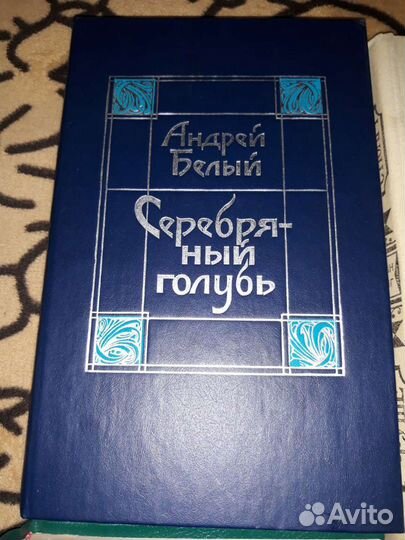 Андрей
Белый
Серебря-
ный
голубь
Avito